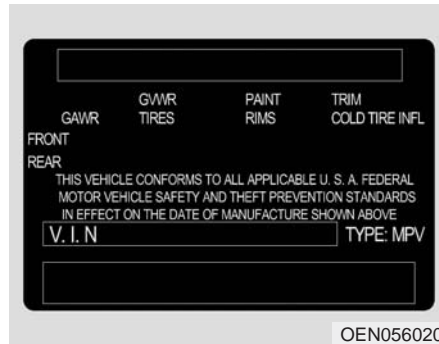 GVWR PAINT TRIM
GAWR TIRES RIMS COLD TIRE INFL
FRONT
REAR
THIS VEHICLE CONFORMS TO ALL APPLICABLE U. S. A. FEDERAL
MOTOR VEHICLE SAFETY AND THEFT PREVENTION STANDARDS
IN EFFECT ON THE DATE OF MANUFACTURE SHOWN ABOVE
V. I. N TYPE: MPV
OEN056020